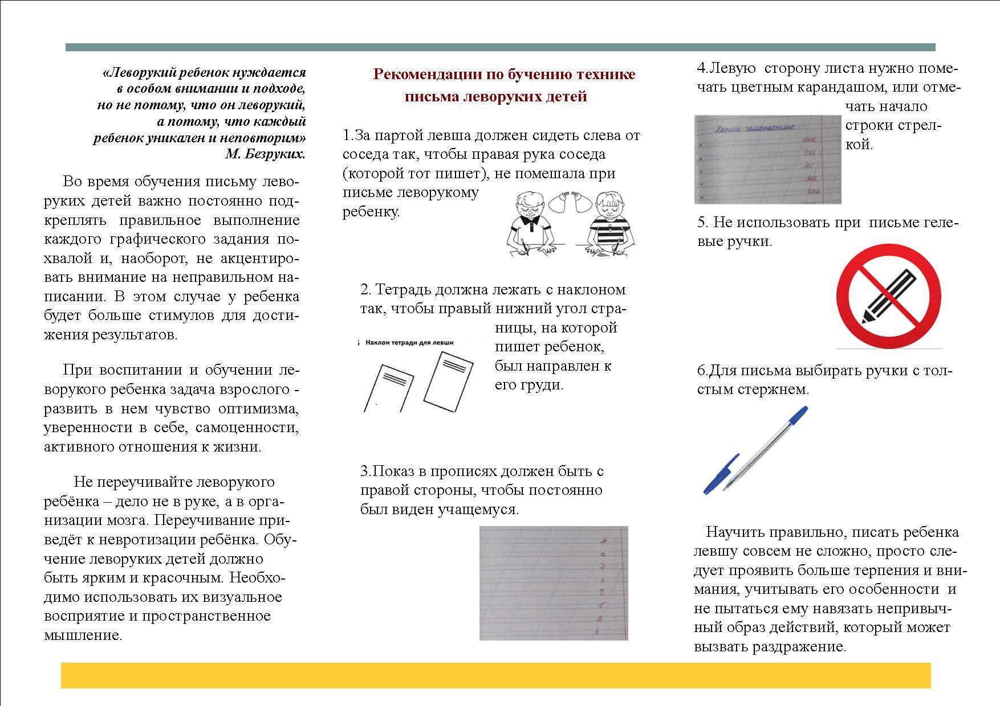 «Леворукий ребенок нуждается
в особом внимании и подходе,
но не потому, что он леворукий,
а потому, что каждый
ребенок уникален и неповторим»
М. Безруких.
Во время обучения письму лево-
руких детей важно постоянно под-
креплять правильное выполнение
каждого графического задания по-
хвалой и, наоборот, не акцентиро-
вать внимание на неправильном на-
писании. В этом случае у ребенка
будет больше стимулов для дости-
жения результатов.
При воспитании и обучении ле-
ворукого ребенка задача взрослого -
развить в нем чувство оптимизма,
уверенности в себе, самоценности,
активного отношения к жизни.
Не переучивайте леворукого
ребёнка – дело не в руке, а в орга-
низации мозга. Переучивание при-
ведёт к невротизации ребёнка. Обу-
чение леворуких детей должно
быть ярким и красочным. Необхо-
димо использовать их визуальное
восприятие и пространственное
мышление.
Рекомендации по бучению технике
письма леворуких детей
1.За партой левша должен сидеть слева от
соседа так, чтобы правая рука соседа
(которой тот пишет), не помешала при
письме леворукому
ребенку.
2. Тетрадь должна лежать с наклоном
так, чтобы правый нижний угол стра-
ницы, на которой
пишет ребенок,
был направлен к
его груди.
Наклон тетради для левши
3.Показ в прописях должен быть с
правой стороны, чтобы постоянно
был виден учащемуся.
А
а
д
г
Б
б
В
4.Левую сторону листа нужно поме-
чать цветным карандашом, или отме-
чать начало
строки стрел-
кой.
Напиши самостоятельно.
5. Не использовать при письме геле-
вые ручки.
6.Для письма выбирать ручки с тол-
стым стержнем.
Научить правильно, писать ребенка
левшу совсем не сложно, просто сле-
дует проявить больше терпения и вни-
мания, учитывать его особенности и
не пытаться ему навязать непривыч-
ный образ действий, который может
вызвать раздражение.